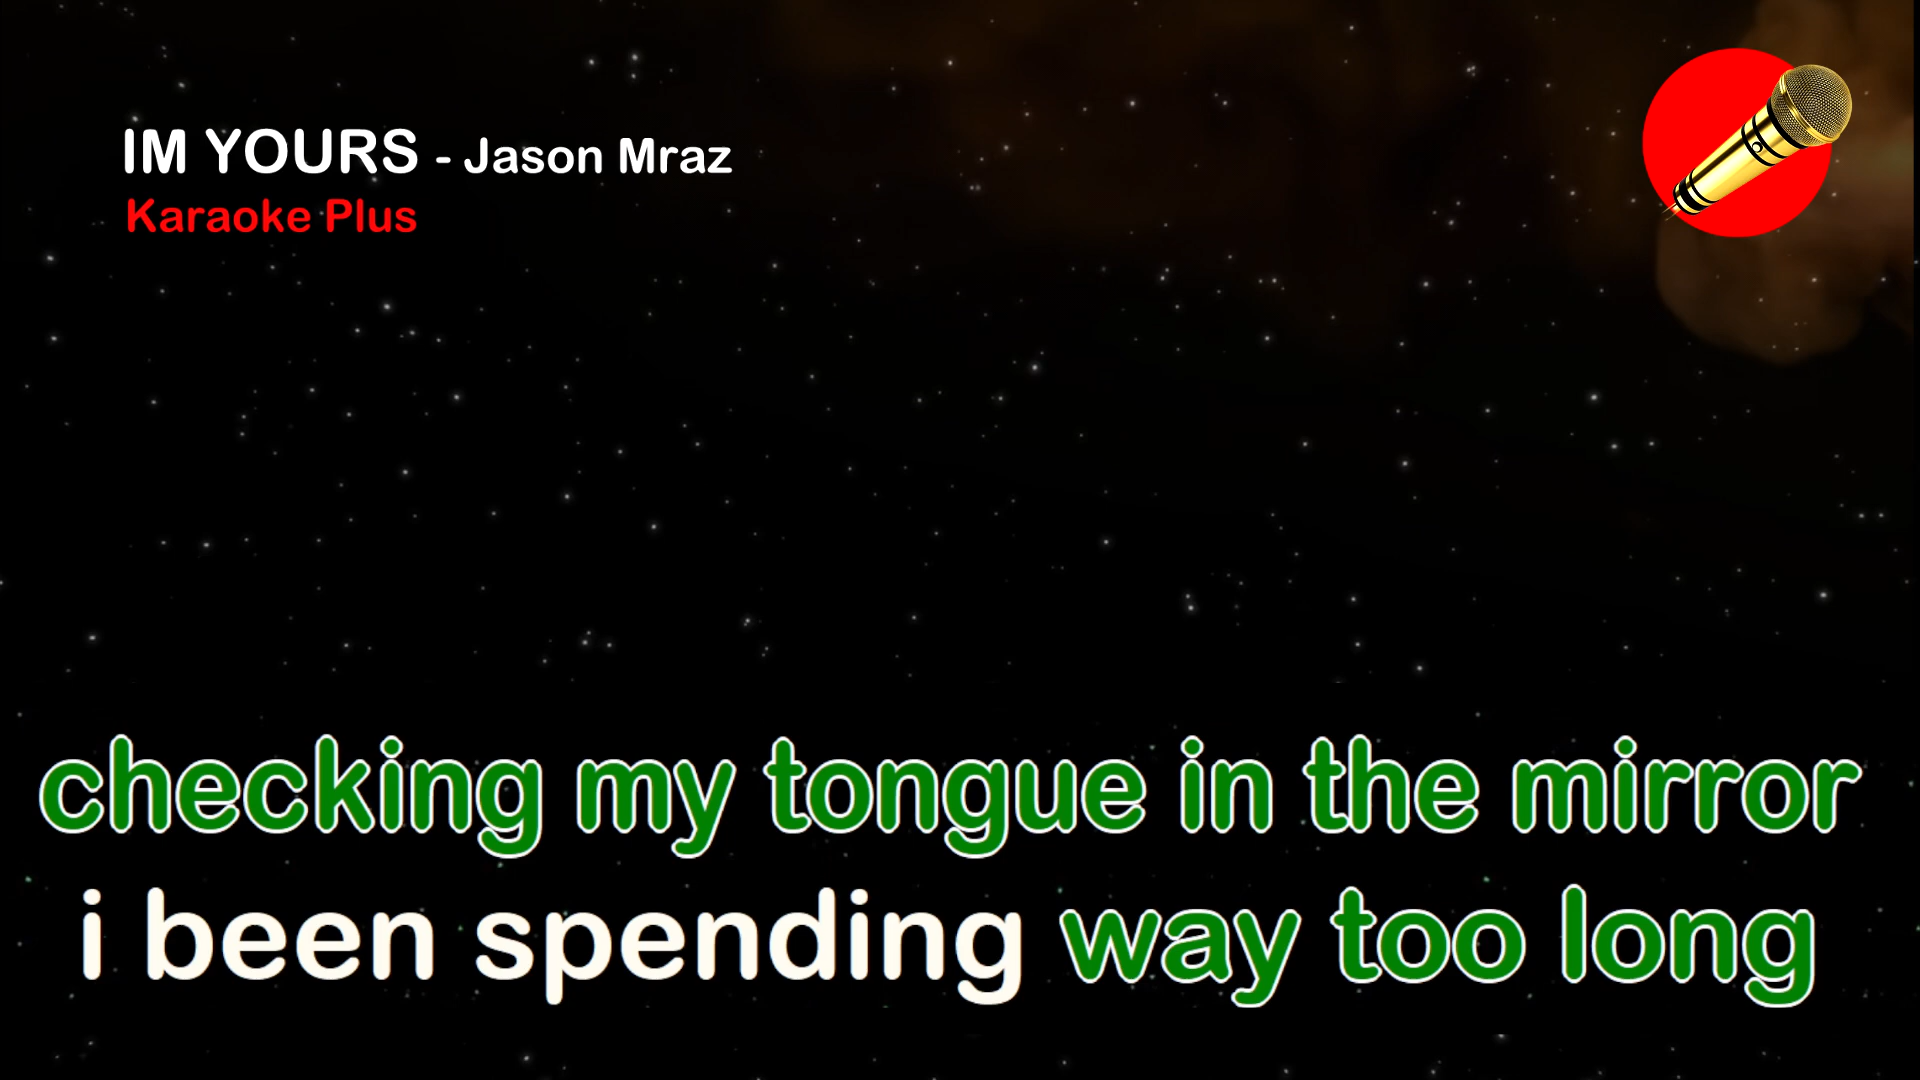 IM YOURS - Jason Mraz
Karaoke Plus
checking my tongue in the mirror
i been spending way too long